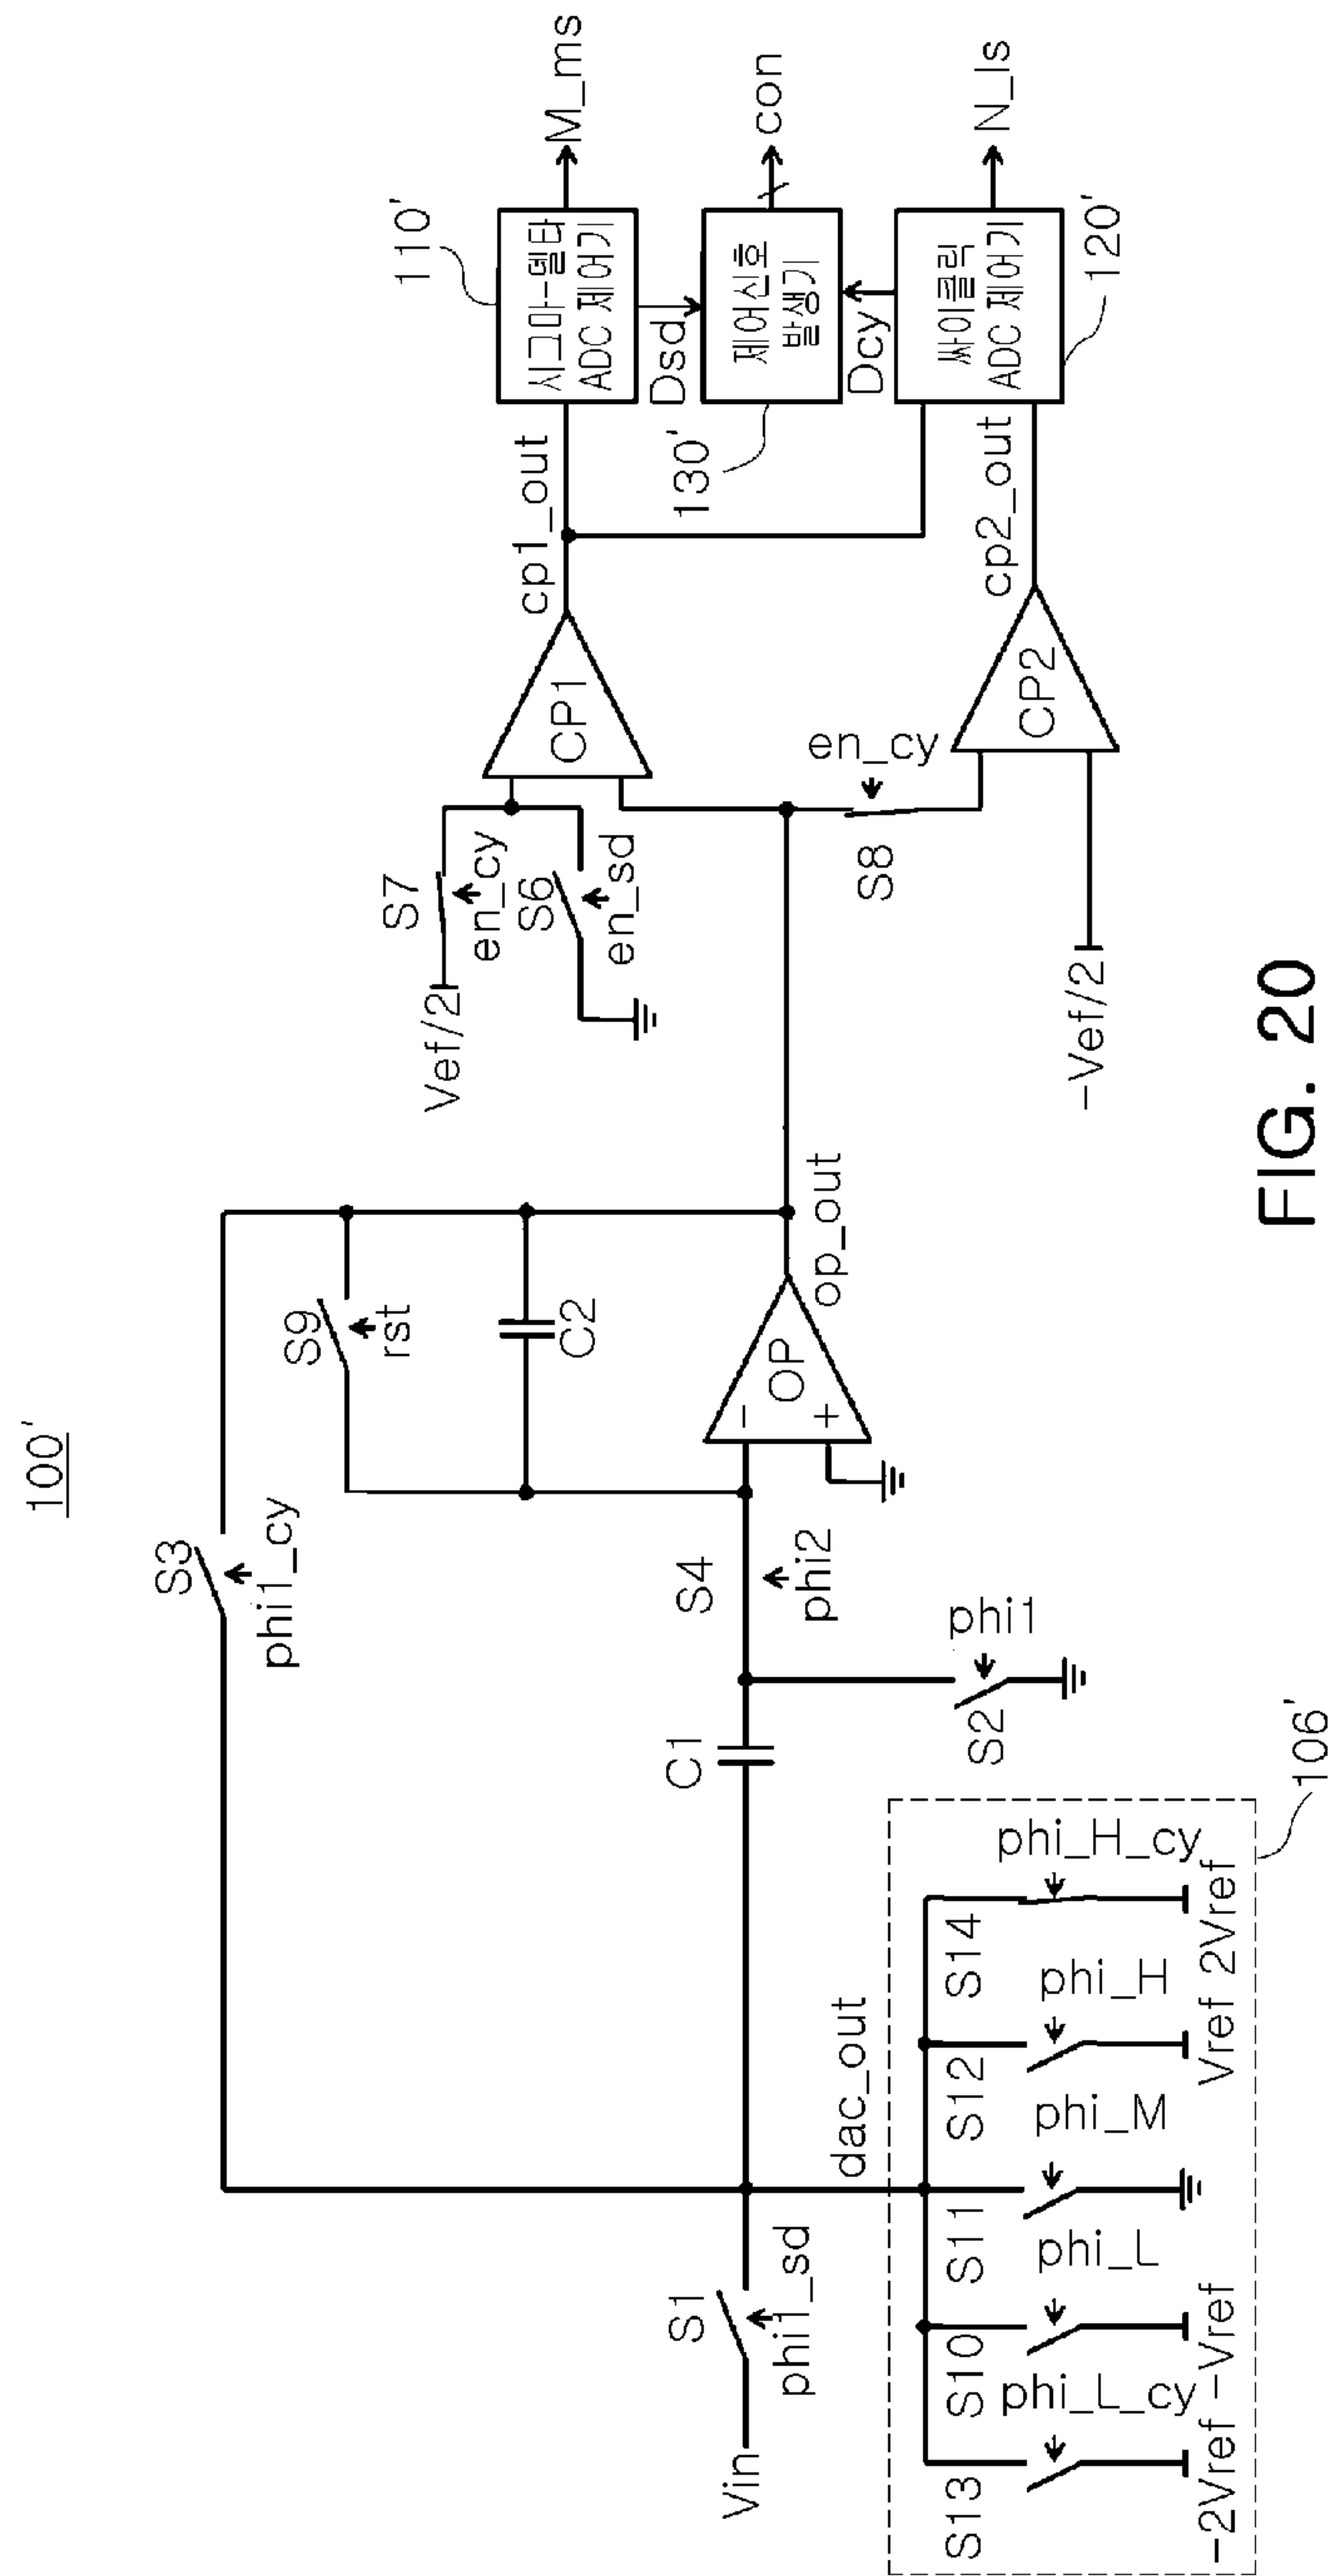 100'
S3
phi1_cy
S9
rst
C2
S7
en_cy
Vef/2
S6
en_sd
CP1
cp1_out
110'
시그마-델타
ADC 제어기
M_ms
Dsd
130'
제어신호
발생기
con
Dcy
싸이클릭
ADC 제어기
120'
N_ls
cp2_out
CP2
-Vef/2
en_cy
S8
op_out
OP
-
+
S4
phi2
phi1
S2
C1
Vin
S1
phi1_sd
dac_out
106'
S13
phi_L_cy
-2Vref
S10
phi_L
-Vref
S11
phi_M
S12
phi_H
Vref
S14
phi_H_cy
2Vref
FIG. 20